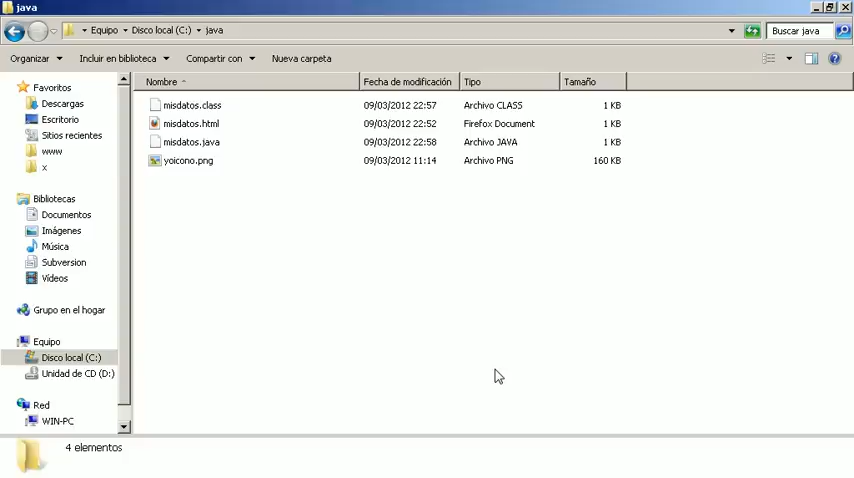 java
Equipo Disco local (C:) java
Buscar java
Organizar Incluir en biblioteca Compartir con Nueva carpeta
Nombre Fecha de modificación Tipo Tamaño
misdatos.class 09/03/2012 22:57 Archivo CLASS 1 KB
misdatos.html 09/03/2012 22:52 Firefox Document 1 KB
misdatos.java 09/03/2012 22:58 Archivo JAVA 1 KB
yoicono.png 09/03/2012 11:14 Archivo PNG 160 KB
Favoritos
Descargas
Escritorio
Sitios recientes
www
x
Bibliotecas
Documentos
Imágenes
Música
Subversion
Vídeos
Grupo en el hogar
Equipo
Disco local (C:)
Unidad de CD (D:)
Red
WIN-PC
4 elementos